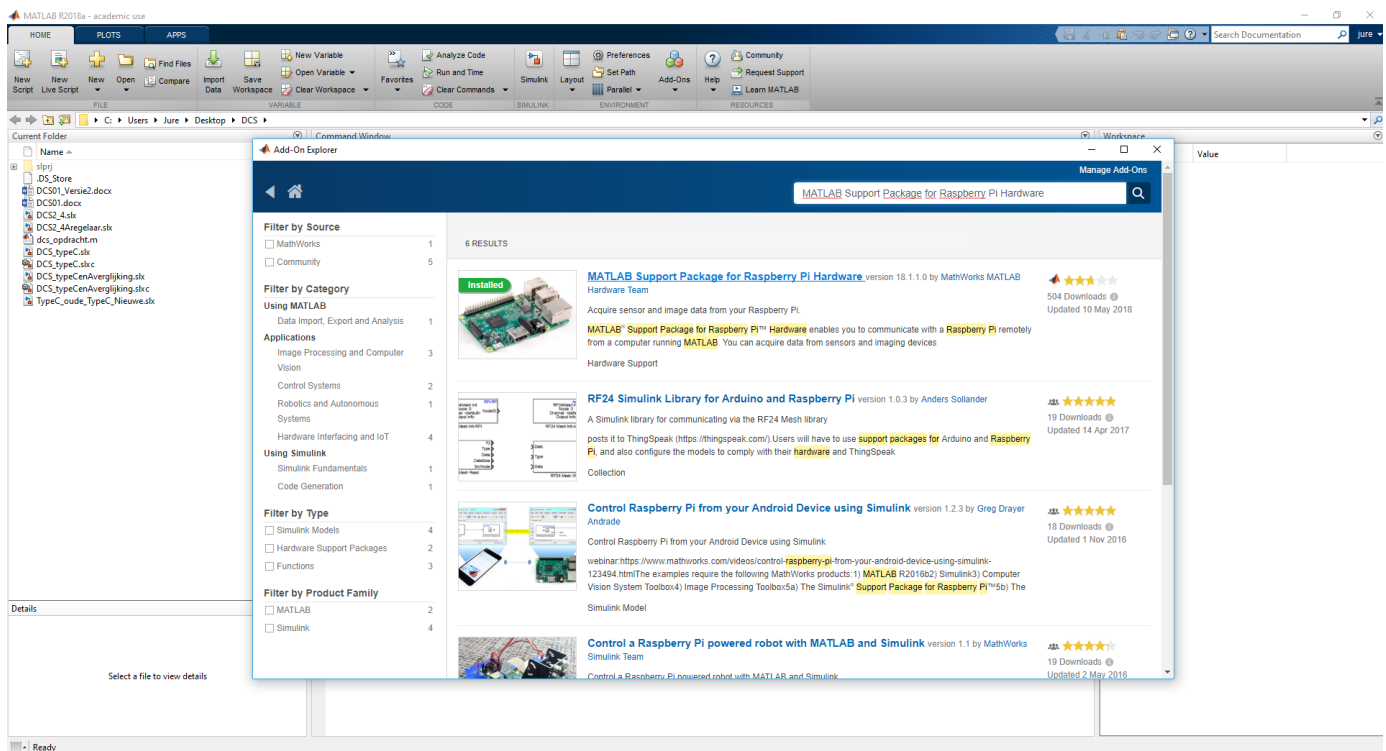 MATLAB R2018a - academic use
HOME PLOTS APPS
Search Documentation
jure
New Script
New Live Script
New
Open
Find Files
Compare
Import Data
Save Workspace
New Variable
Open Variable
Clear Workspace
Favorites
Analyze Code
Run and Time
Clear Commands
Simulink
Layout
Preferences
Set Path
Parallel
Add-Ons
Help
Community
Request Support
Learn MATLAB
FILE VARIABLE CODE SIMULINK ENVIRONMENT RESOURCES
C: Users Jure Desktop DCS
Current Folder
Command Window
Workspace
Name
Value
slprj
.DS_Store
DCS01_Versie2.docx
DCS01.docx
DCS2_4.slx
DCS2_4Aregelaar.slx
dcs_opdracht.m
DCS_typeC.slx
DCS_typeC.slxc
DCS_typeCenAverglijking.slx
DCS_typeCenAverglijking.slxc
TypeC_oude_TypeC_Nieuwe.slx
Details
Select a file to view details
Ready
Add-On Explorer
Manage Add-Ons
MATLAB Support Package for Raspberry Pi Hardware
Filter by Source
MathWorks 1
Community 5
Filter by Category
Using MATLAB
Data Import, Export and Analysis 1
Applications
Image Processing and Computer Vision 3
Control Systems 2
Robotics and Autonomous Systems 1
Hardware Interfacing and IoT 4
Using Simulink
Simulink Fundamentals 1
Code Generation 1
Filter by Type
Simulink Models 4
Hardware Support Packages 2
Functions 3
Filter by Product Family
MATLAB 2
Simulink 4
6 RESULTS
Installed
MATLAB Support Package for Raspberry Pi Hardware version 18.1.1.0 by MathWorks MATLAB
Hardware Team
Acquire sensor and image data from your Raspberry Pi.
MATLAB® Support Package for Raspberry Pi™ Hardware enables you to communicate with a Raspberry Pi remotely
from a computer running MATLAB. You can acquire data from sensors and imaging devices
Hardware Support
504 Downloads
Updated 10 May 2018
RF24 Simulink Library for Arduino and Raspberry Pi version 1.0.3 by Anders Sollander
A Simulink library for communicating via the RF24 Mesh library
posts it to ThingSpeak (https://thingspeak.com/).Users will have to use support packages for Arduino and Raspberry
Pi, and also configure the models to comply with their hardware and ThingSpeak
Collection
19 Downloads
Updated 14 Apr 2017
Control Raspberry Pi from your Android Device using Simulink version 1.2.3 by Greg Drayer
Andrade
Control Raspberry Pi from your Android Device using Simulink
webinar:https://www.mathworks.com/videos/control-raspberry-pi-from-your-android-device-using-simulink-
123494.htmlThe examples require the following MathWorks products:1) MATLAB R2016b2) Simulink3) Computer
Vision System Toolbox4) Image Processing Toolbox5a) The Simulink® Support Package for Raspberry Pi™5b) The
Simulink Model
18 Downloads
Updated 1 Nov 2016
Control a Raspberry Pi powered robot with MATLAB and Simulink version 1.1 by MathWorks
Simulink Team
Control a Raspberry Pi powered robot with MATLAB and Simulink
19 Downloads
Updated 2 May 2016